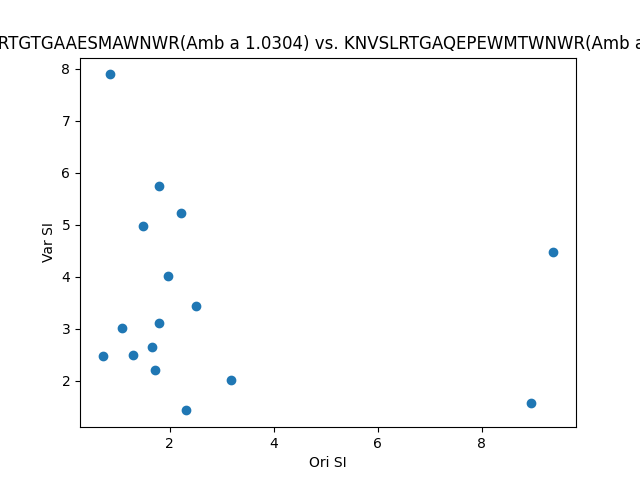 RTGTGAAESMAWNWR(Amb a 1.0304) vs. KNVSLRTGAQEPEWMTWNWR(Amb a
8
7
6
5
4
3
2
Var SI
2 4 6 8
Ori SI